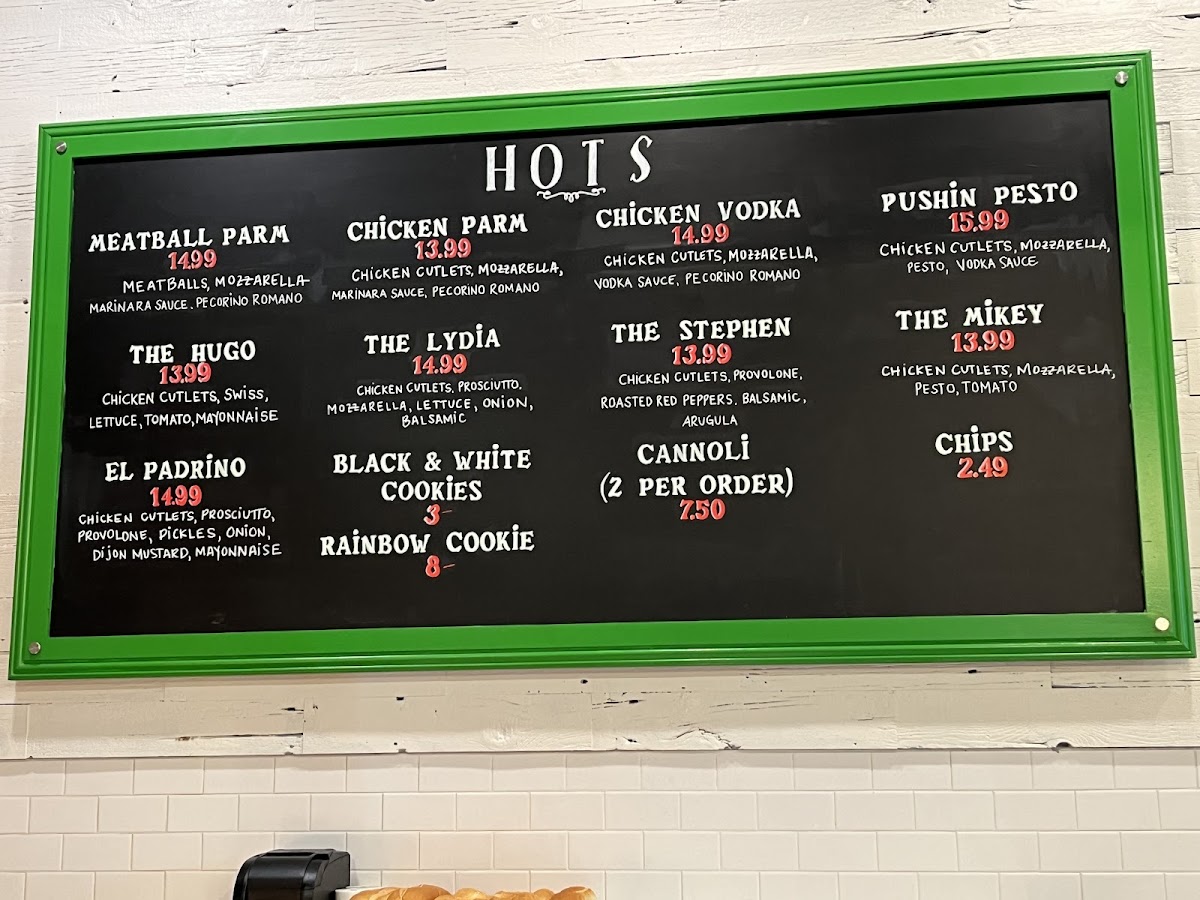 HOTS
MEATBALL PARM
14.99
MEATBALLS, MOZZARELLA
MARINARA SAUCE. PECORINO ROMANO
CHICKEN PARM
13.99
CHICKEN CUTLETS, MOZZARELLA,
MARINARA SAUCE, PECORINO ROMANO
CHICKEN VODKA
14.99
CHICKEN CUTLETS, MOZZARELLA,
VODKA SAUCE, PECORINO ROMANO
PUSHIN PESTO
15.99
CHICKEN CUTLETS, MOZZARELLA,
PESTO, VODKA SAUCE
THE HUGO
13.99
CHICKEN CUTLETS, SWISS,
LETTUCE, TOMATO, MAYONNAISE
THE LYDIA
14.99
CHICKEN CUTLETS, PROSCIUTTO.
MOZZARELLA, LETTUCE, ONION,
BALSAMIC
THE STEPHEN
13.99
CHICKEN CUTLETS, PROVOLONE,
ROASTED RED PEPPERS. BALSAMIC,
ARUGULA
THE MIKEY
13.99
CHICKEN CUTLETS, MOZZARELLA,
PESTO, TOMATO
EL PADRINO
14.99
CHICKEN CUTLETS, PROSCIUTTO,
PROVOLONE, PICKLES, ONION,
DIJON MUSTARD, MAYONNAISE
BLACK & WHITE
COOKIES
3-
RAINBOW COOKIE
8-
CANNOLI
(2 PER ORDER)
7.50
CHIPS
2.49